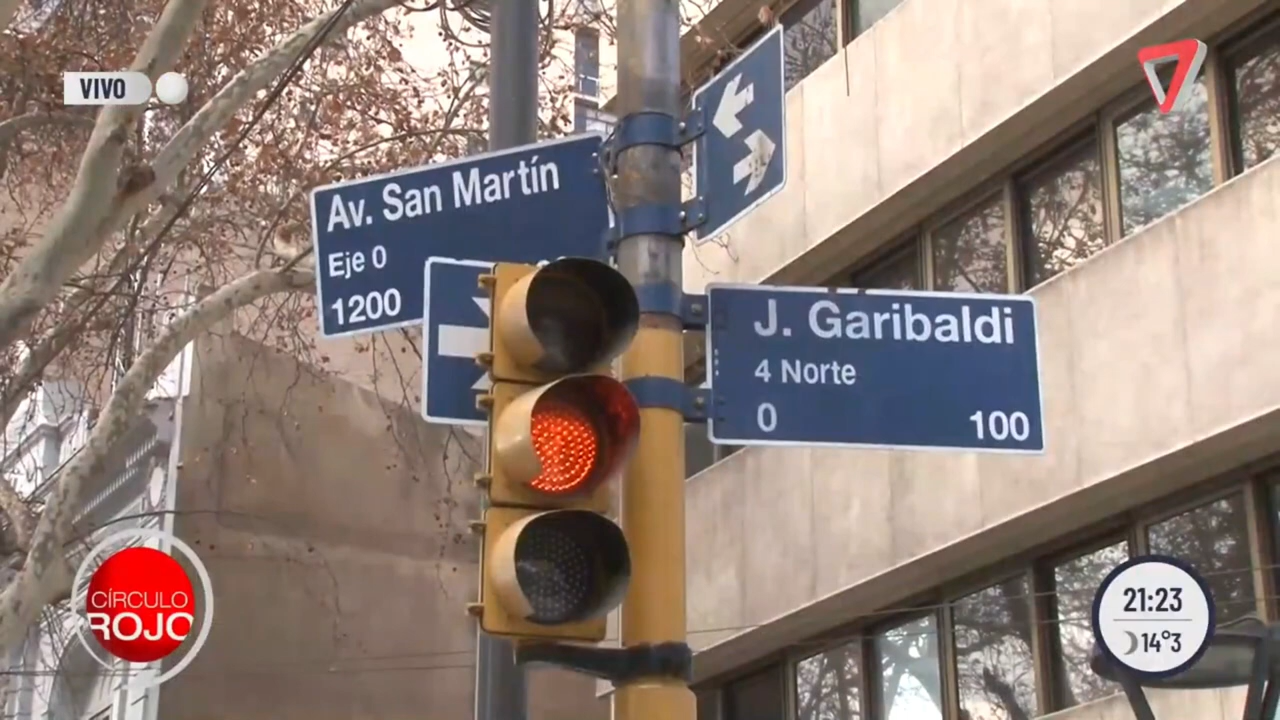 VIVO
Av. San Martín
Eje 0
1200
J. Garibaldi
4 Norte
0 100
CÍRCULO
ROJO
21:23
14°3